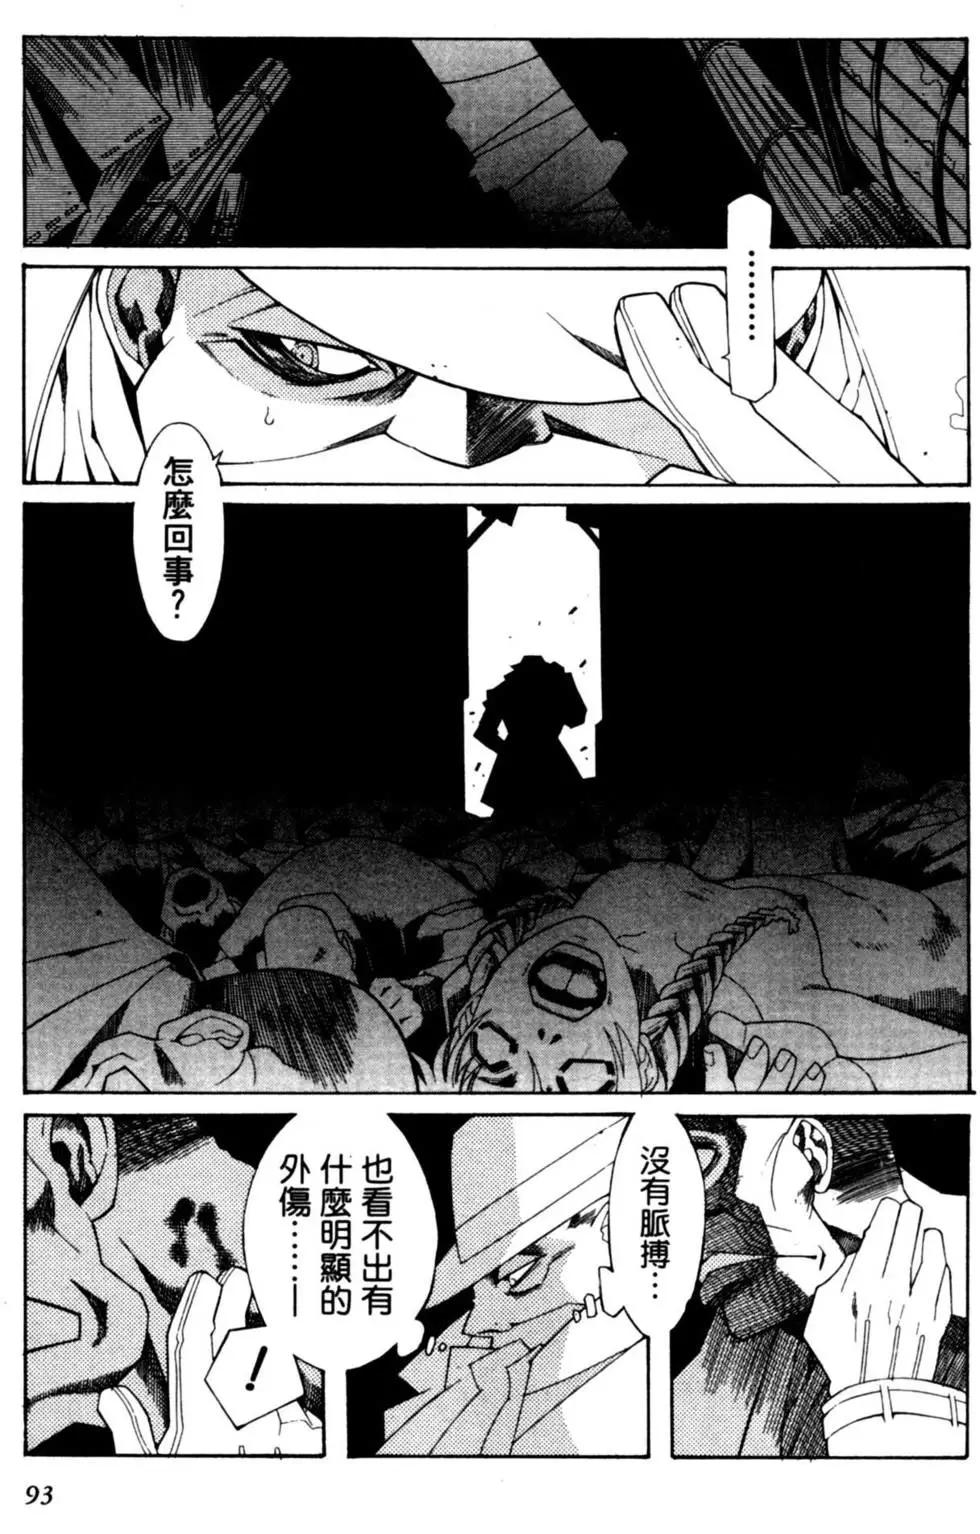 ………
怎麼回事？
沒有脈搏…
也看不出有
什麼明顯的
外傷……—
！
93